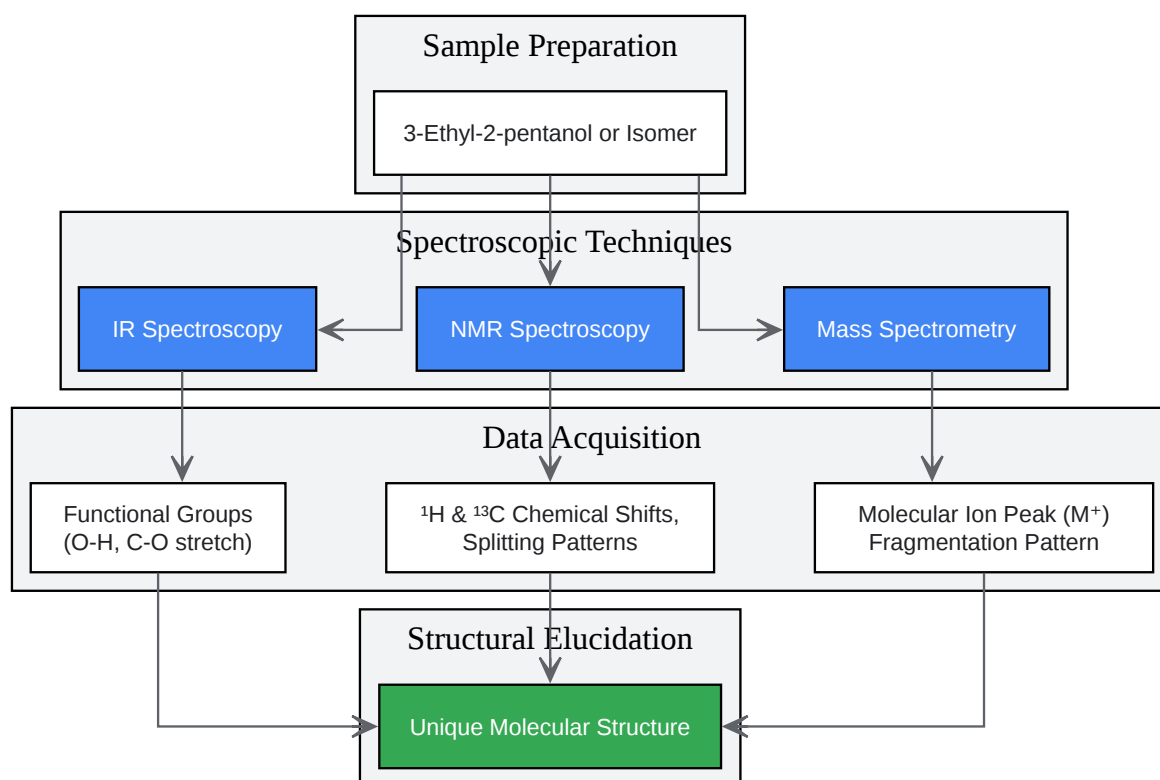 Sample Preparation
3-Ethyl-2-pentanol or Isomer
Spectroscopic Techniques
IR Spectroscopy
NMR Spectroscopy
Mass Spectrometry
Data Acquisition
Functional Groups
(O-H, C-O stretch)
¹H & ¹³C Chemical Shifts,
Splitting Patterns
Molecular Ion Peak (M⁺)
Fragmentation Pattern
Structural Elucidation
Unique Molecular Structure